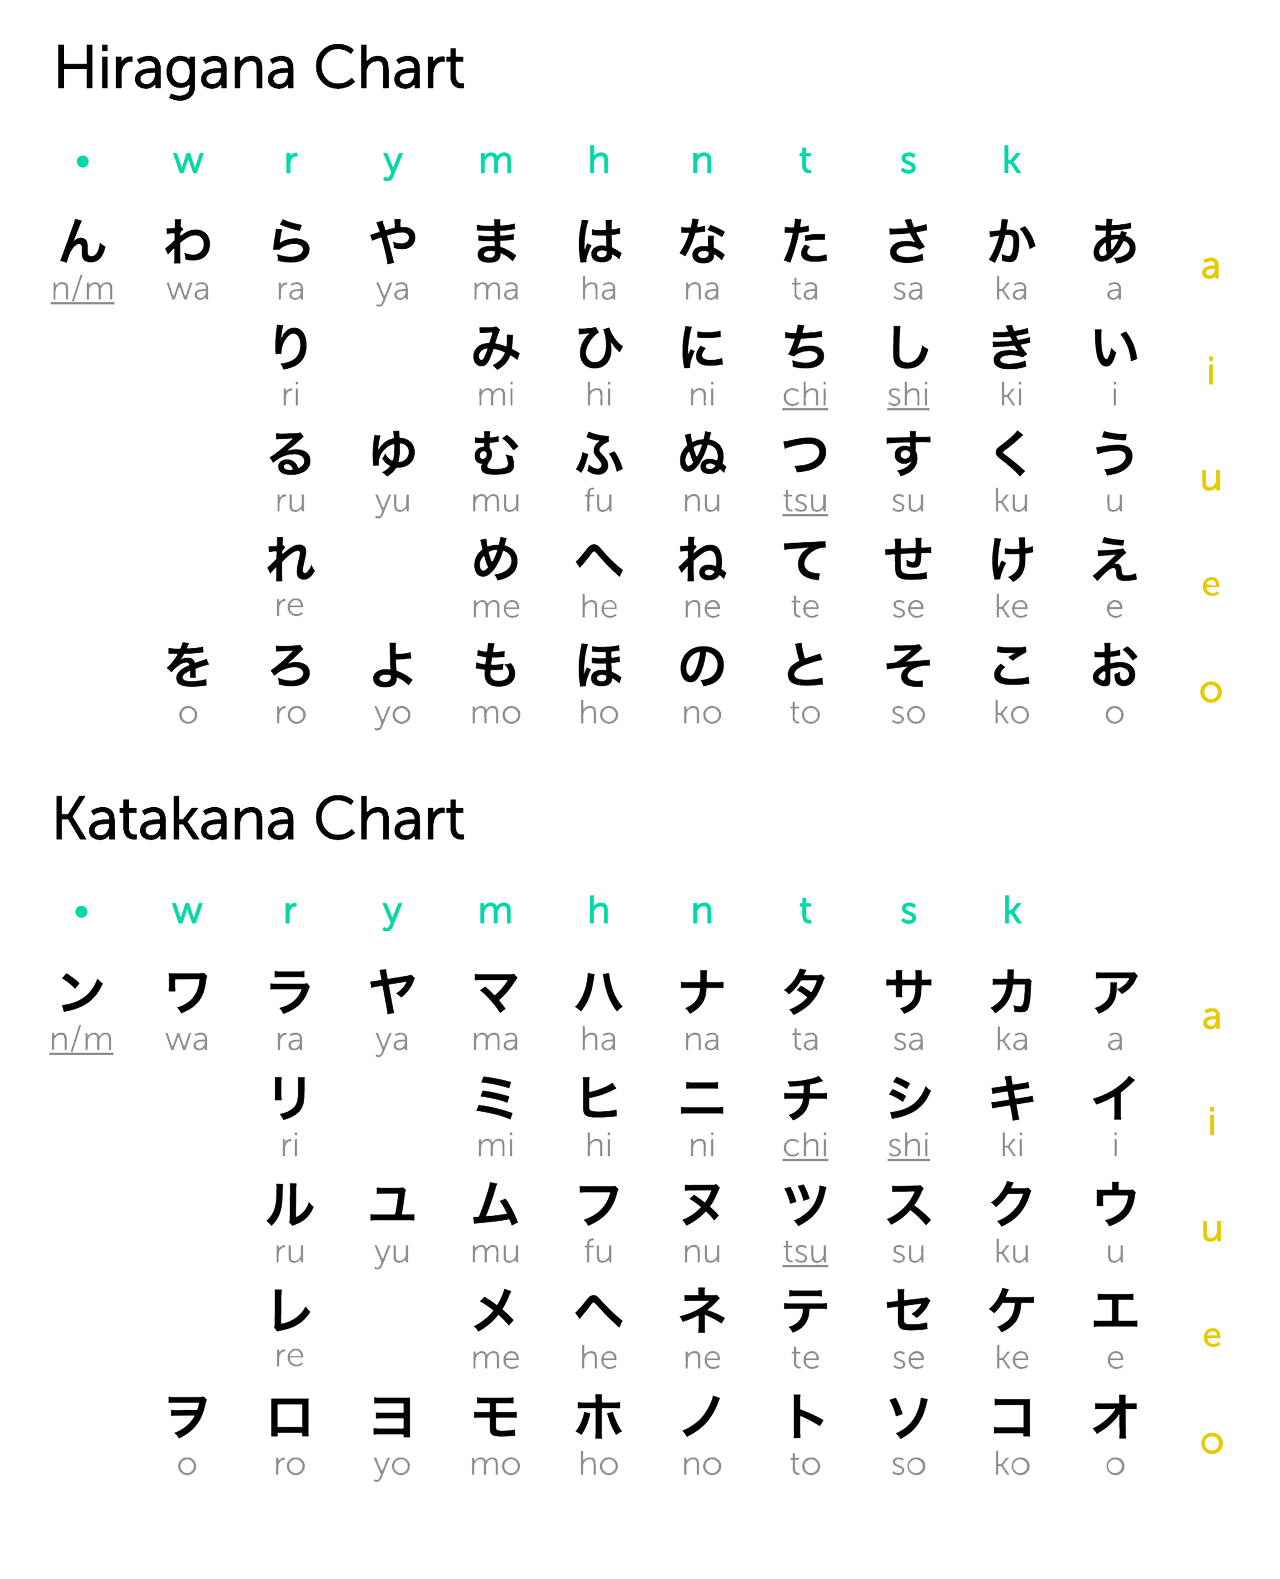 Hiragana Chart
• w r y m h n t s k
ん わ ら や ま は な た さ か あ
a
n/m wa ra ya ma ha na ta sa ka a
り み ひ に ち し き い
i
ri mi hi ni chi shi ki i
る ゆ む ふ ぬ つ す く う
u
ru yu mu fu nu tsu su ku u
れ め へ ね て せ け え
e
re me he ne te se ke e
を ろ よ も ほ の と そ こ お
o
o ro yo mo ho no to so ko o
Katakana Chart
• w r y m h n t s k
ン ワ ラ ヤ マ ハ ナ タ サ カ ア
a
n/m wa ra ya ma ha na ta sa ka a
リ ミ ヒ ニ チ シ キ イ
i
ri mi hi ni chi shi ki i
ル ユ ム フ ヌ ツ ス ク ウ
u
ru yu mu fu nu tsu su ku u
レ メ ヘ ネ テ セ ケ エ
e
re me he ne te se ke e
ヲ ロ ヨ モ ホ ノ ト ソ コ オ
o
o ro yo mo ho no to so ko o